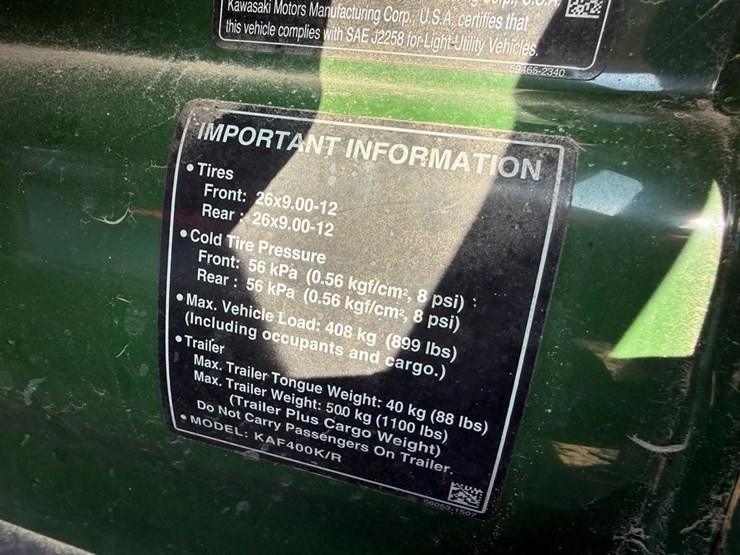 Kawasaki Motors Manufacturing Corp., U.S.A. certifies that
this vehicle complies with SAE J2258 for Light Utility Vehicles.
59465-2340
IMPORTANT INFORMATION
• Tires
Front: 26x9.00-12
Rear : 26x9.00-12
• Cold Tire Pressure
Front: 56 kPa (0.56 kgf/cm², 8 psi)
Rear : 56 kPa (0.56 kgf/cm², 8 psi)
• Max. Vehicle Load: 408 kg (899 lbs)
(Including occupants and cargo.)
• Trailer
Max. Trailer Tongue Weight: 40 kg (88 lbs)
Max. Trailer Weight: 500 kg (1100 lbs)
(Trailer Plus Cargo Weight)
Do Not Carry Passengers On Trailer.
• MODEL: KAF400K/R
56033-1507